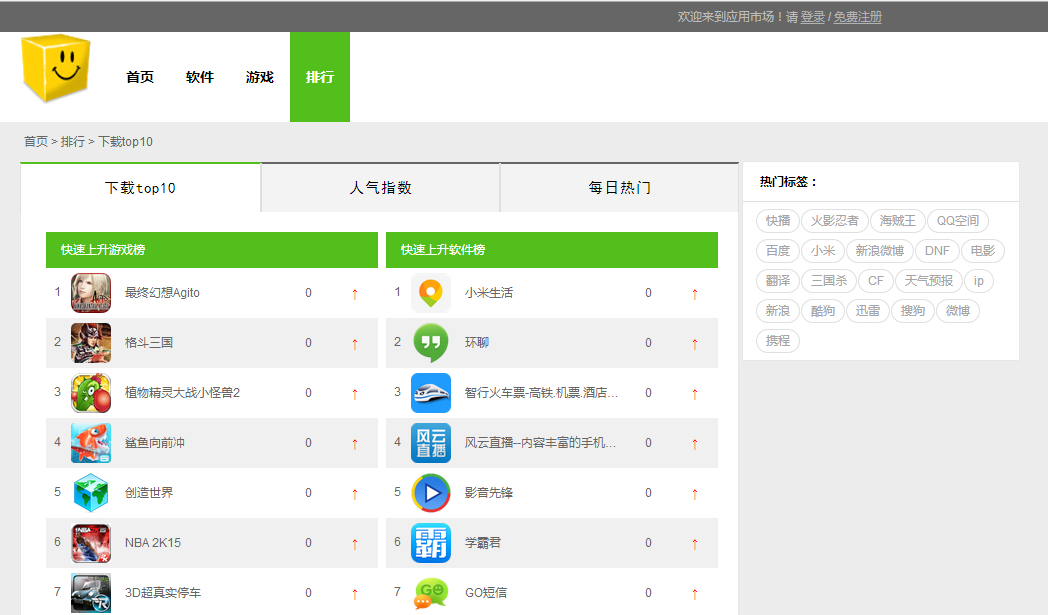 欢迎来到应用市场！请 登录 / 免费注册
首页 软件 游戏 排行
首页 > 排行 > 下载top10
下载top10 人气指数 每日热门
快速上升游戏榜
1 最终幻想Agito 0 ↑
2 格斗三国 0 ↑
3 植物精灵大战小怪兽2 0 ↑
4 鲨鱼向前冲 0 ↑
5 创造世界 0 ↑
6 NBA 2K15 0 ↑
7 3D超真实停车 0 ↑
快速上升软件榜
1 小米生活 0 ↑
2 环聊 0 ↑
3 智行火车票-高铁.机票.酒店... 0 ↑
4 风云直播 风云直播--内容丰富的手机... 0 ↑
5 影音先锋 0 ↑
6 霸 学霸君 0 ↑
7 GO GO短信 0 ↑
热门标签：
快播 火影忍者 海贼王 QQ空间
百度 小米 新浪微博 DNF 电影
翻译 三国杀 CF 天气预报 ip
新浪 酷狗 迅雷 搜狗 微博
携程